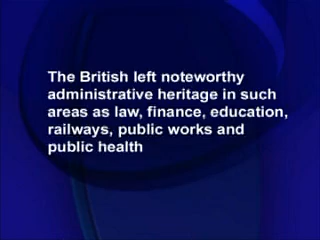 The British left noteworthy
administrative heritage in such
areas as law, finance, education,
railways, public works and
public health